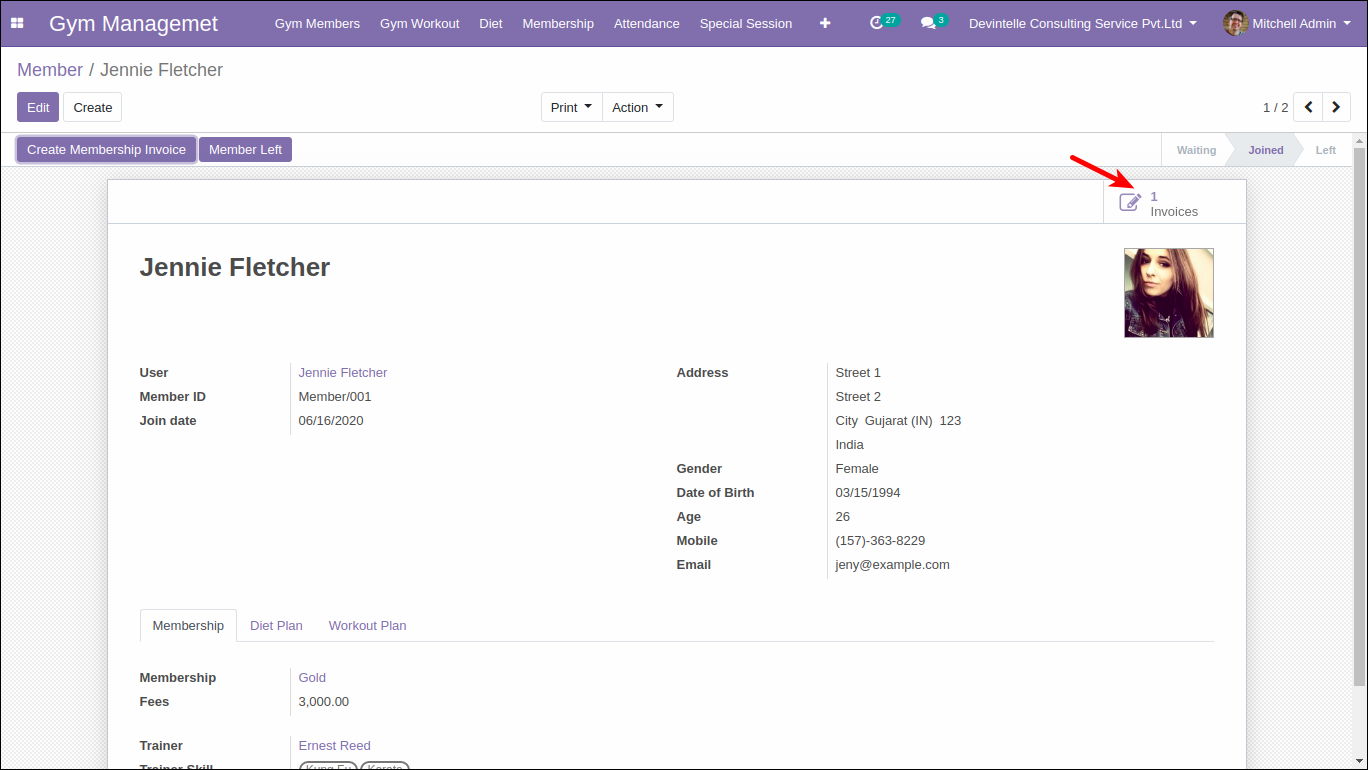 Gym Managemet Gym Members Gym Workout Diet Membership Attendance Special Session 27 3 Devintelle Consulting Service Pvt.Ltd Mitchell Admin
Member / Jennie Fletcher
Edit Create Print Action 1 / 2
Create Membership Invoice Member Left Waiting Joined Left
1
Invoices
Jennie Fletcher
User Jennie Fletcher
Member ID Member/001
Join date 06/16/2020
Address Street 1
Street 2
City Gujarat (IN) 123
India
Gender Female
Date of Birth 03/15/1994
Age 26
Mobile (157)-363-8229
Email jeny@example.com
Membership Diet Plan Workout Plan
Membership Gold
Fees 3,000.00
Trainer Ernest Reed
Trainer Skill Kung Fu Karate